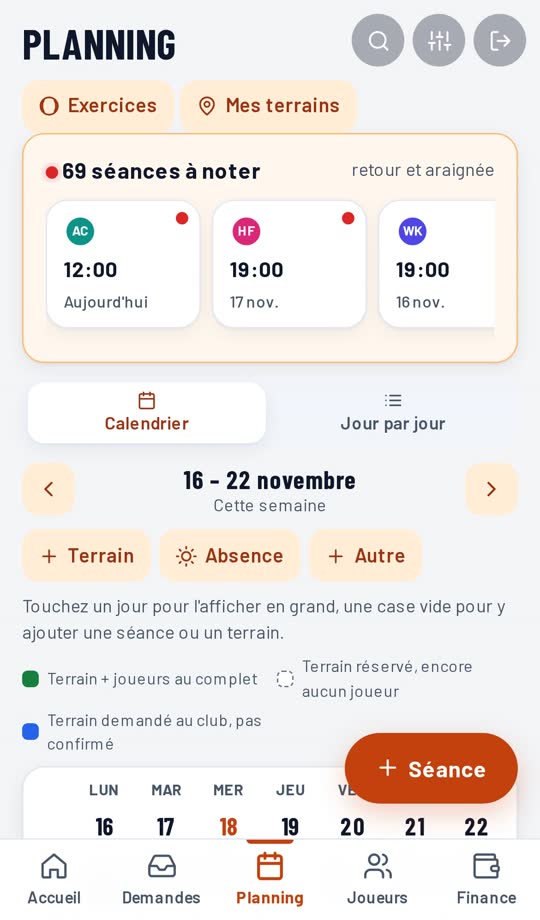 PLANNING
Exercices
Mes terrains
69 séances à noter
retour et araignée
AC
HF
WK
12:00
19:00
19:00
Aujourd'hui
17 nov.
16 nov.
Calendrier
Jour par jour
16 – 22 novembre
Cette semaine
+ Terrain
Absence
+ Autre
Touchez un jour pour l'afficher en grand, une case vide pour y
ajouter une séance ou un terrain.
Terrain + joueurs au complet
Terrain réservé, encore
aucun joueur
Terrain demandé au club, pas
confirmé
+ Séance
LUN MAR MER JEU
16 17 18 19 20 21 22
Accueil
Demandes
Planning
Joueurs
Finance